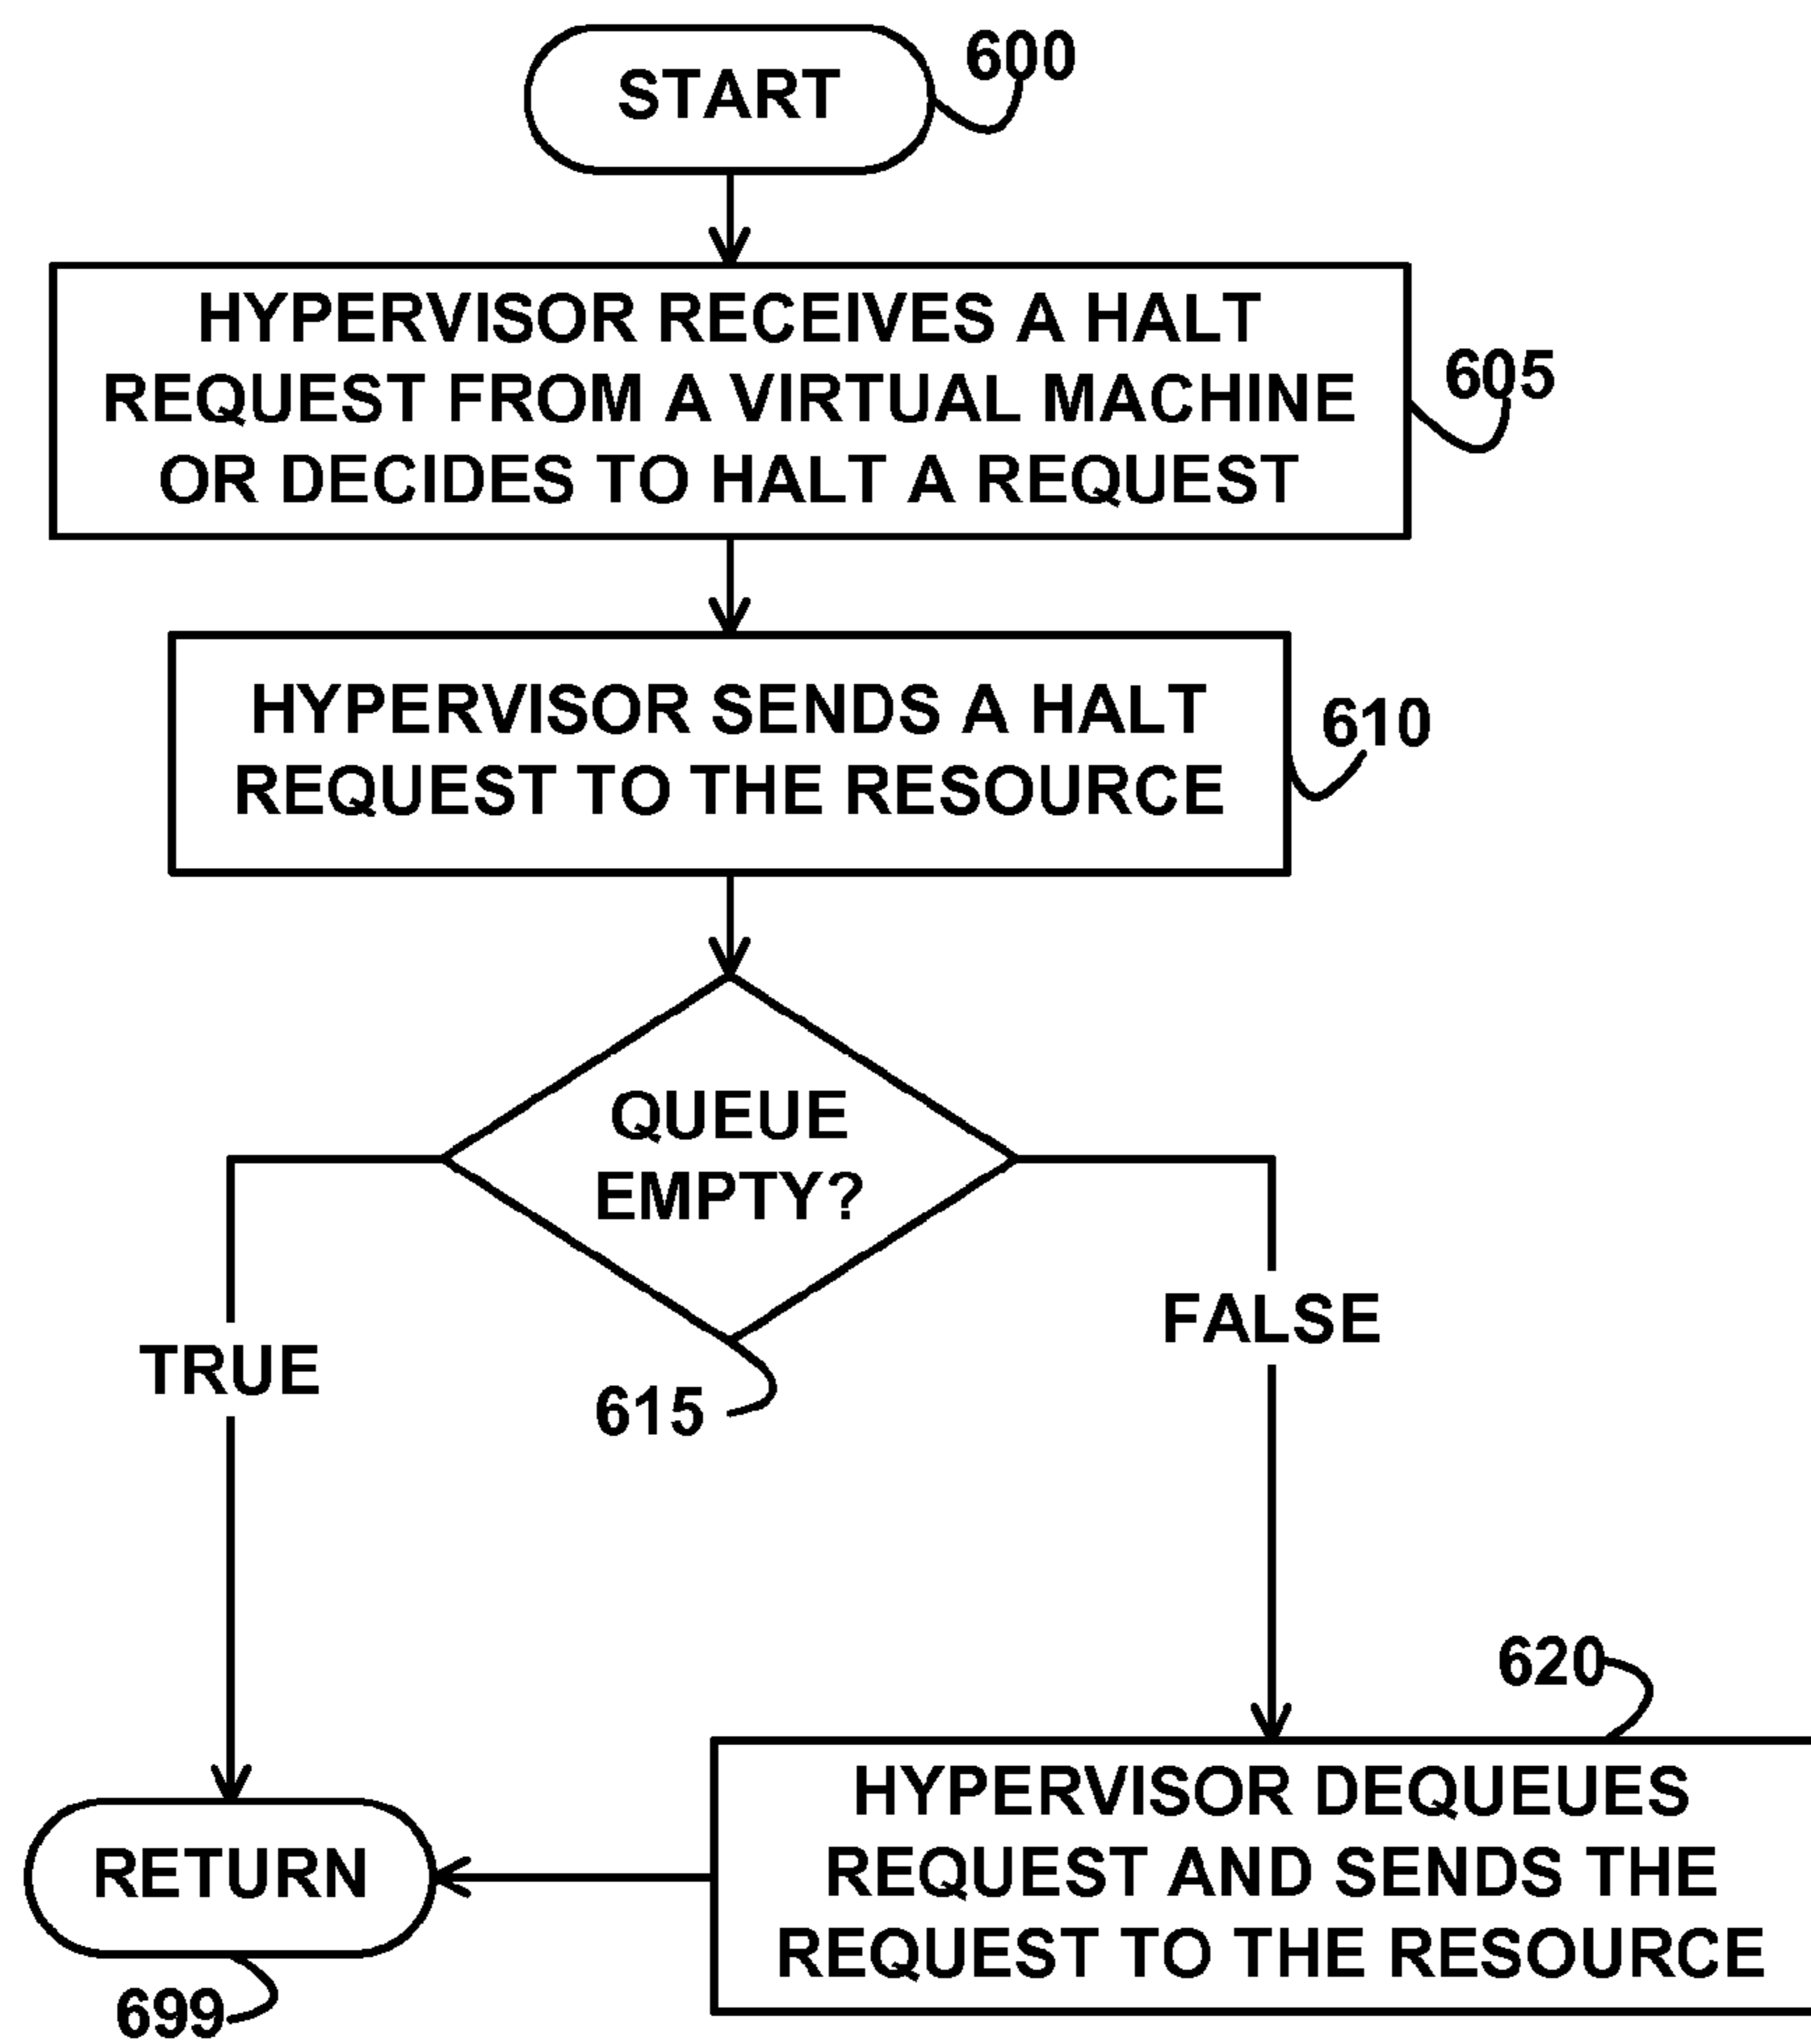 START
600
HYPERVISOR RECEIVES A HALT
REQUEST FROM A VIRTUAL MACHINE
OR DECIDES TO HALT A REQUEST
605
HYPERVISOR SENDS A HALT
REQUEST TO THE RESOURCE
610
QUEUE
EMPTY?
615
TRUE
FALSE
620
HYPERVISOR DEQUEUES
REQUEST AND SENDS THE
REQUEST TO THE RESOURCE
RETURN
699